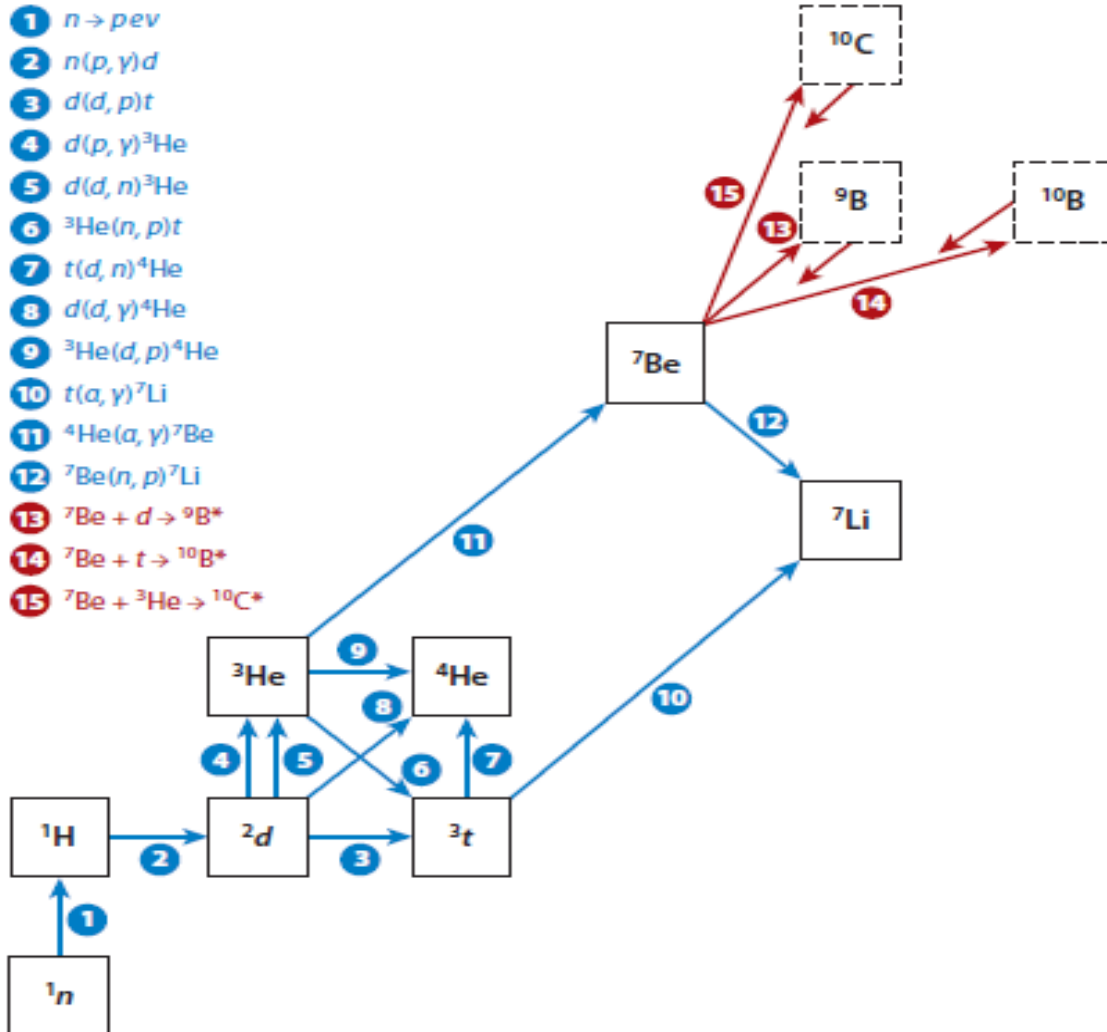 1 n → peν
2 n(p, γ)d
3 d(d, p)t
4 d(p, γ)³He
5 d(d, n)³He
6 ³He(n, p)t
7 t(d, n)⁴He
8 d(d, γ)⁴He
9 ³He(d, p)⁴He
10 t(α, γ)⁷Li
11 ⁴He(α, γ)⁷Be
12 ⁷Be(n, p)⁷Li
13 ⁷Be + d → ⁹B*
14 ⁷Be + t → ¹⁰B*
15 ⁷Be + ³He → ¹⁰C*
¹⁰C
15
13
⁹B
¹⁰B
14
⁷Be
12
⁷Li
11
10
³He
9
⁴He
8
4
5
6
7
¹H
2
²d
3
³t
1
¹n